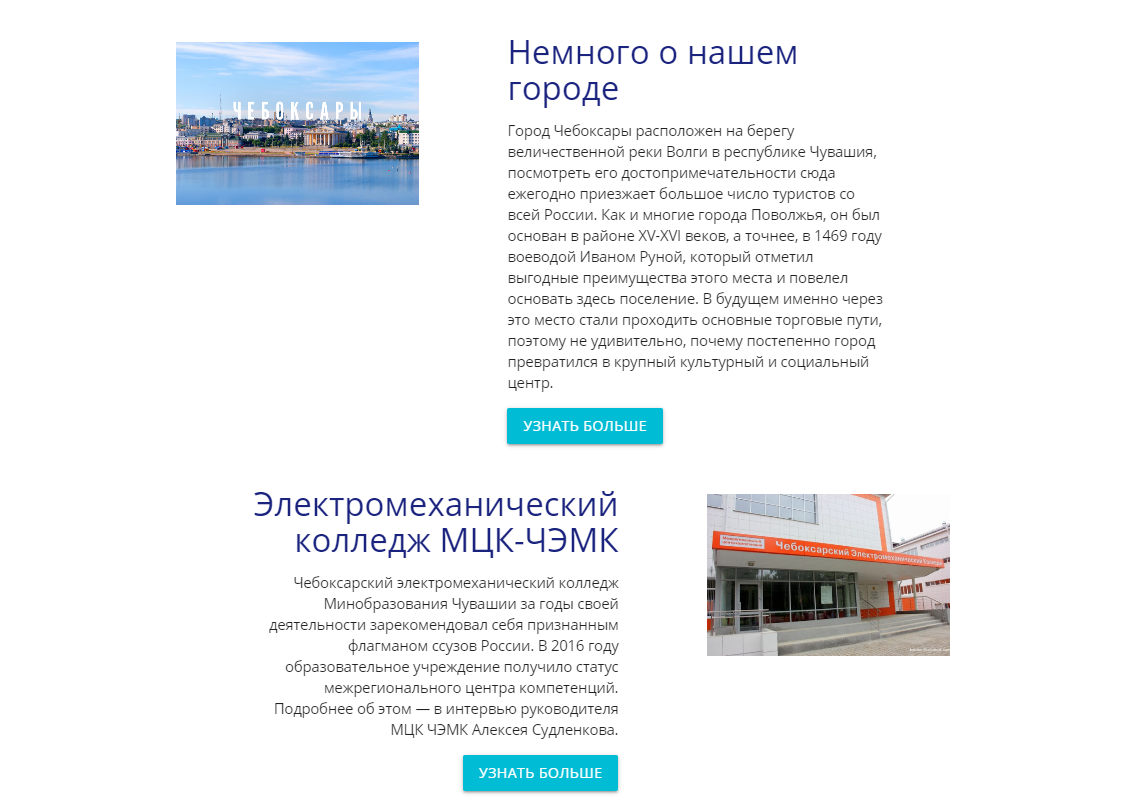 ЧЕБОКСАРЫ
Немного о нашем
городе
Город Чебоксары расположен на берегу
величественной реки Волги в республике Чувашия,
посмотреть его достопримечательности сюда
ежегодно приезжает большое число туристов со
всей России. Как и многие города Поволжья, он был
основан в районе XV-XVI веков, а точнее, в 1469 году
воеводой Иваном Руной, который отметил
выгодные преимущества этого места и повелел
основать здесь поселение. В будущем именно через
это место стали проходить основные торговые пути,
поэтому не удивительно, почему постепенно город
превратился в крупный культурный и социальный
центр.
УЗНАТЬ БОЛЬШЕ
Электромеханический
колледж МЦК-ЧЭМК
Чебоксарский электромеханический колледж
Минобразования Чувашии за годы своей
деятельности зарекомендовал себя признанным
флагманом ссузов России. В 2016 году
образовательное учреждение получило статус
межрегионального центра компетенций.
Подробнее об этом — в интервью руководителя
МЦК ЧЭМК Алексея Судленкова.
УЗНАТЬ БОЛЬШЕ
Чебоксарский Электромеханический